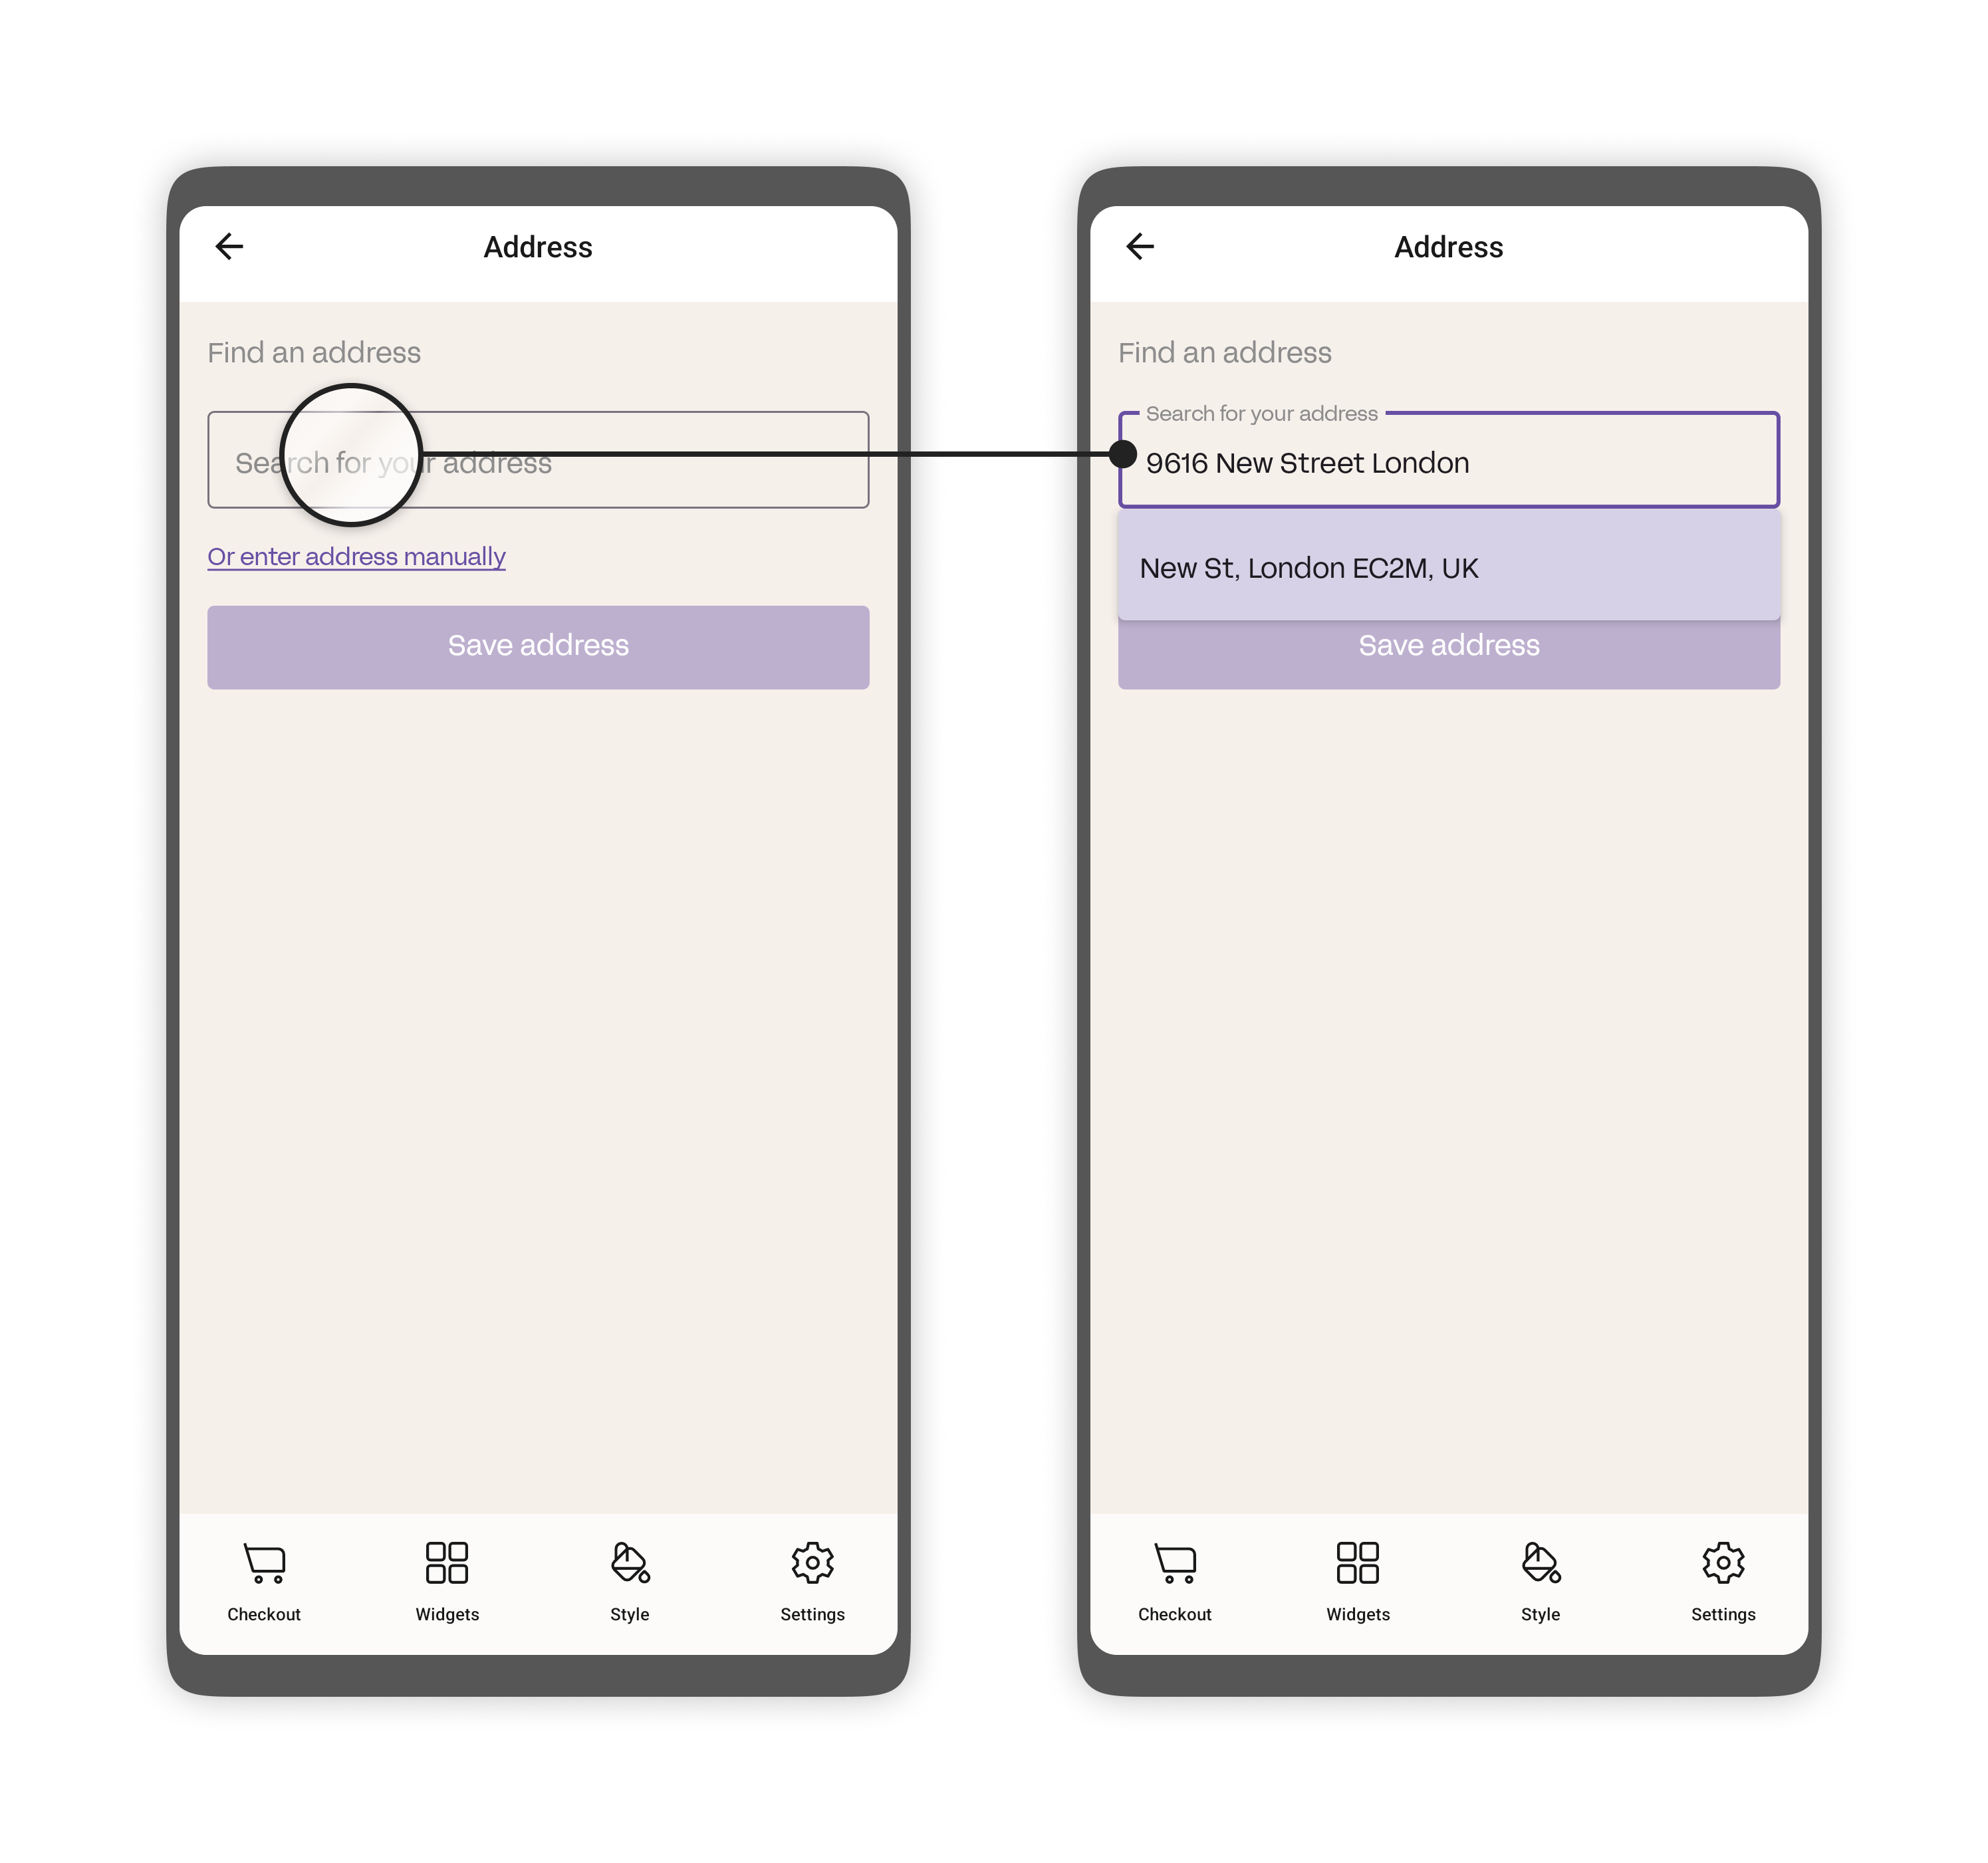 Address
Find an address
Search for your address
Or enter address manually
Save address
Checkout
Widgets
Style
Settings
Address
Find an address
Search for your address
9616 New Street London
New St, London EC2M, UK
Save address
Checkout
Widgets
Style
Settings